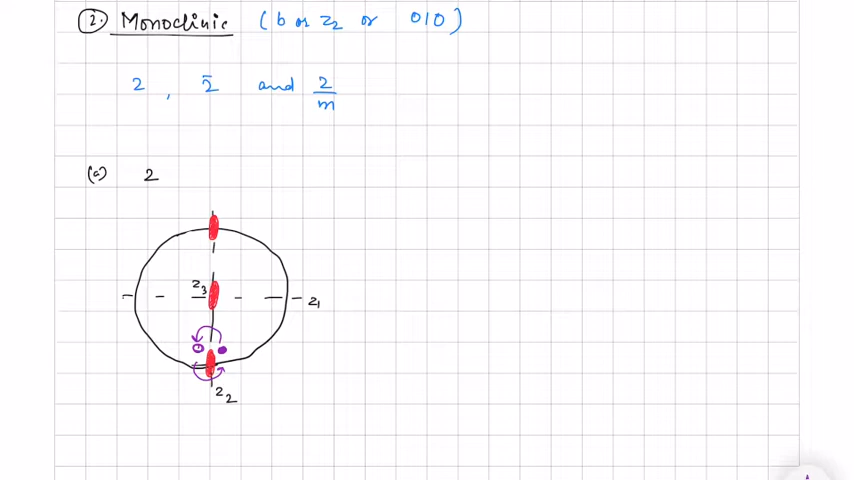 2. Monoclinic ( b or z₂ or 010 )
2 , 2̅ and 2/m
(a) 2
z₃
z₁
z₂